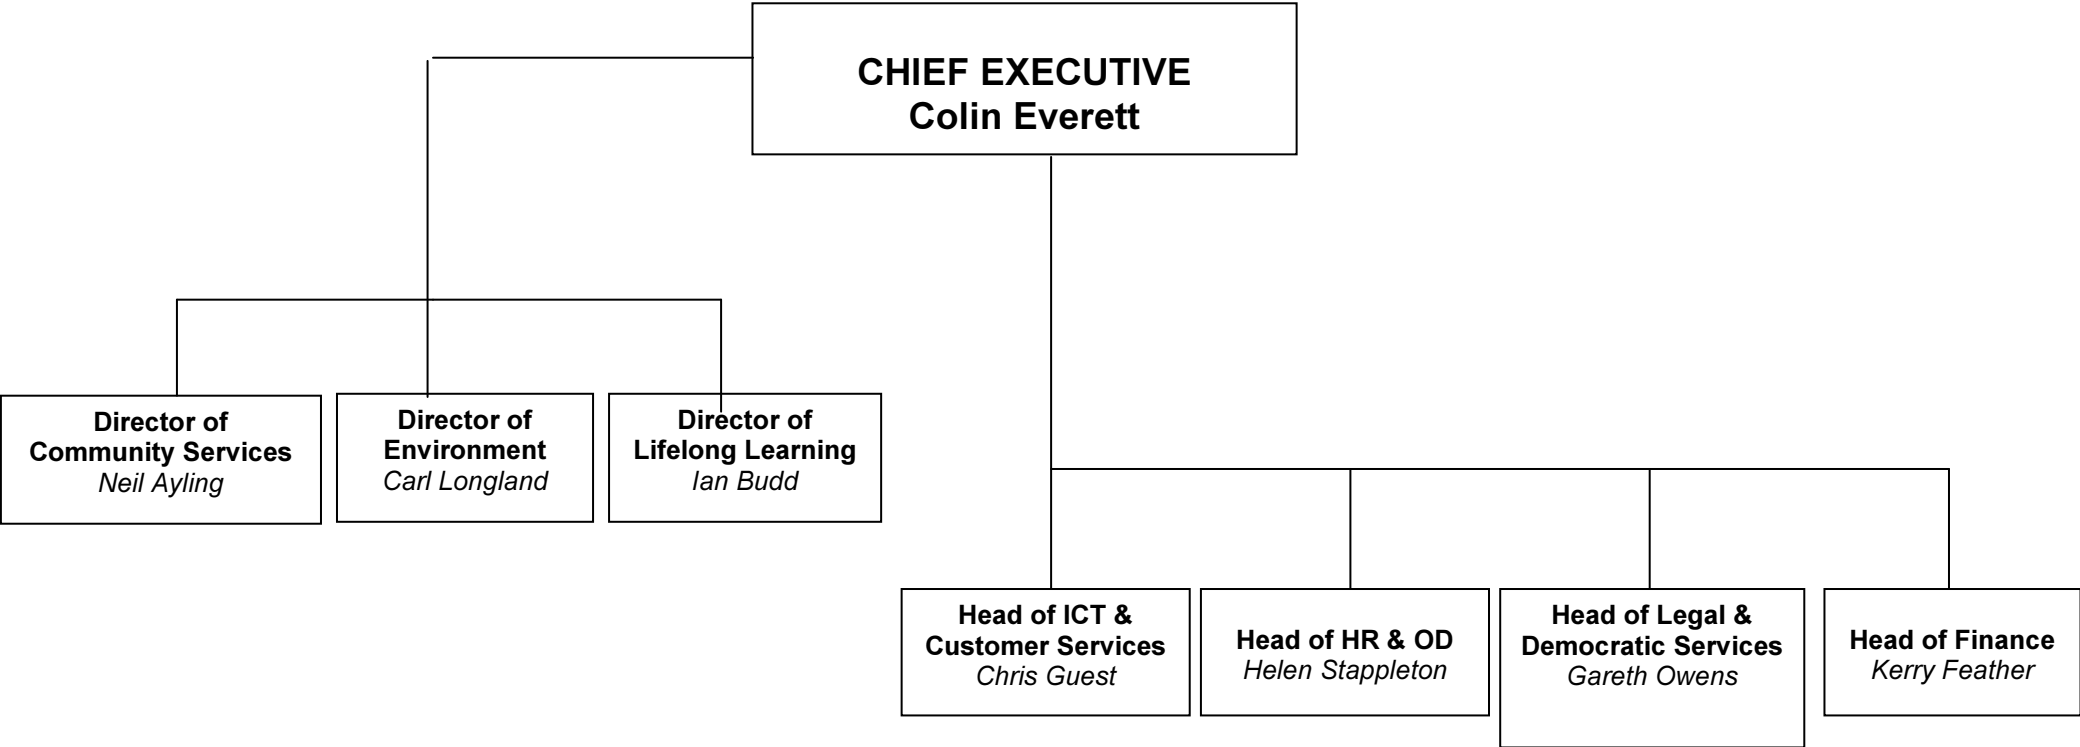 CHIEF EXECUTIVE
Colin Everett
Director of
Community Services
Neil Ayling
Director of
Environment
Carl Longland
Director of
Lifelong Learning
Ian Budd
Head of ICT &
Customer Services
Chris Guest
Head of HR & OD
Helen Stappleton
Head of Legal &
Democratic Services
Gareth Owens
Head of Finance
Kerry Feather